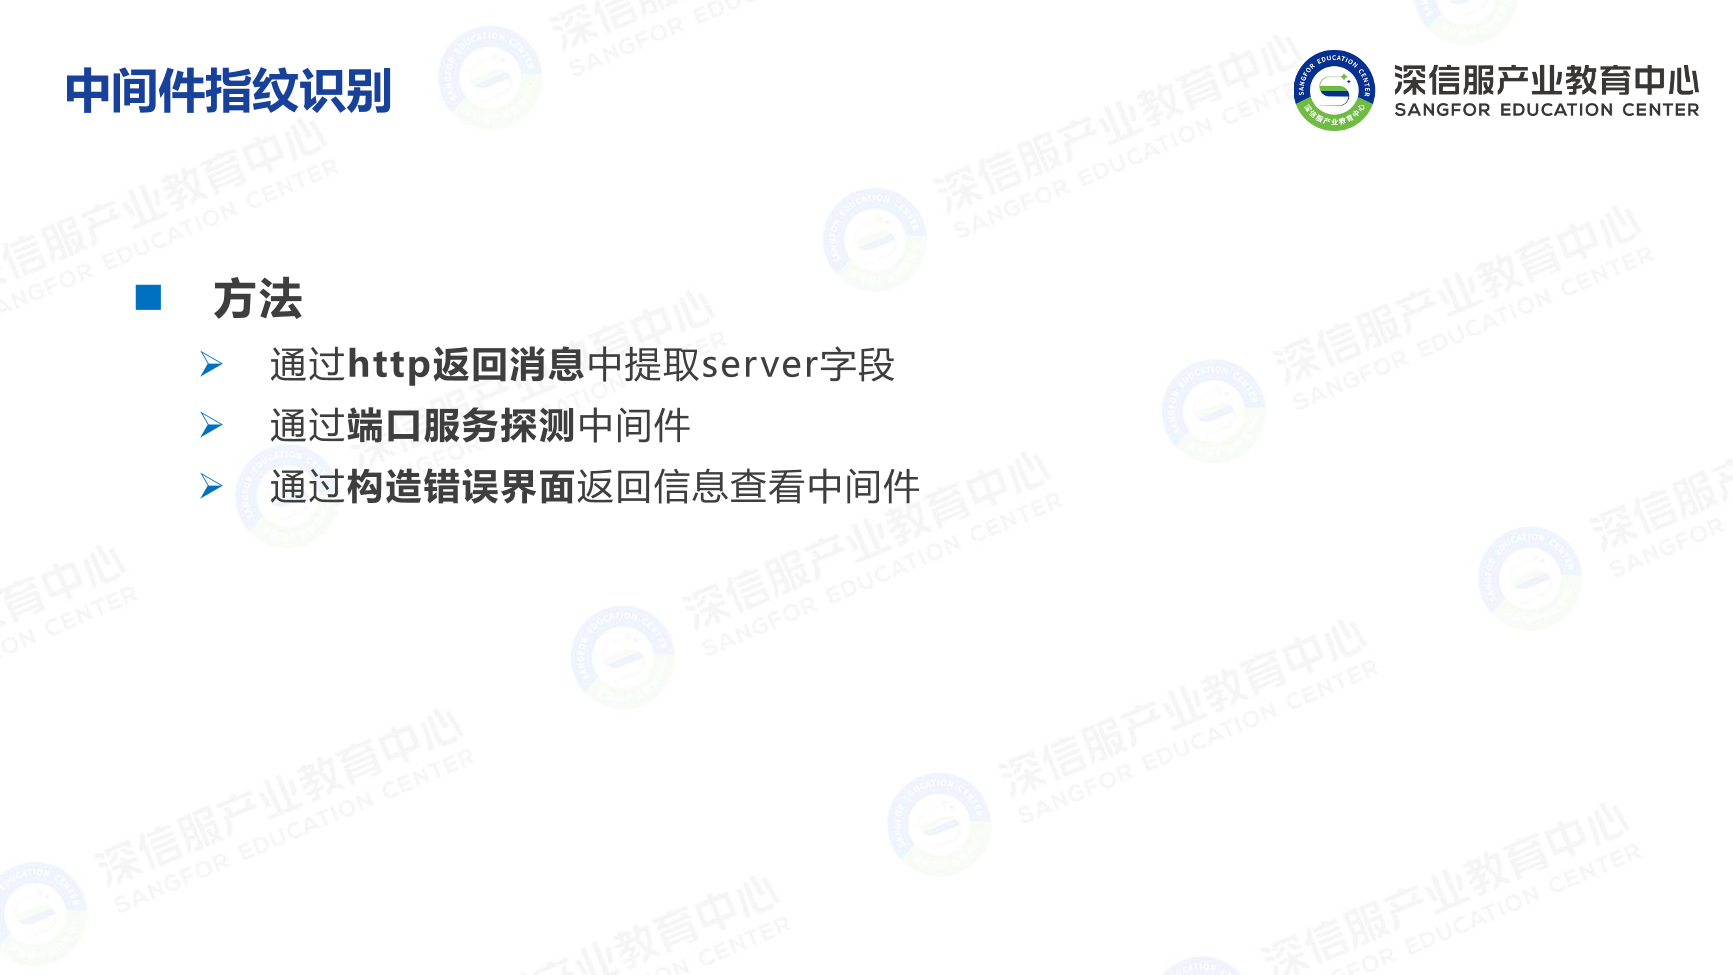 中间件指纹识别
深信服产业教育中心
SANGFOR EDUCATION CENTER
方法
通过http返回消息中提取server字段
通过端口服务探测中间件
通过构造错误界面返回信息查看中间件